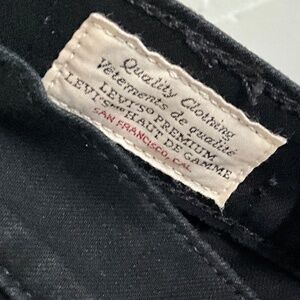 Quality Clothing
Vêtements de qualité
LEVI'S® PREMIUM
LEVI'S® HAUT DE GAMME
SAN FRANCISCO, CAL